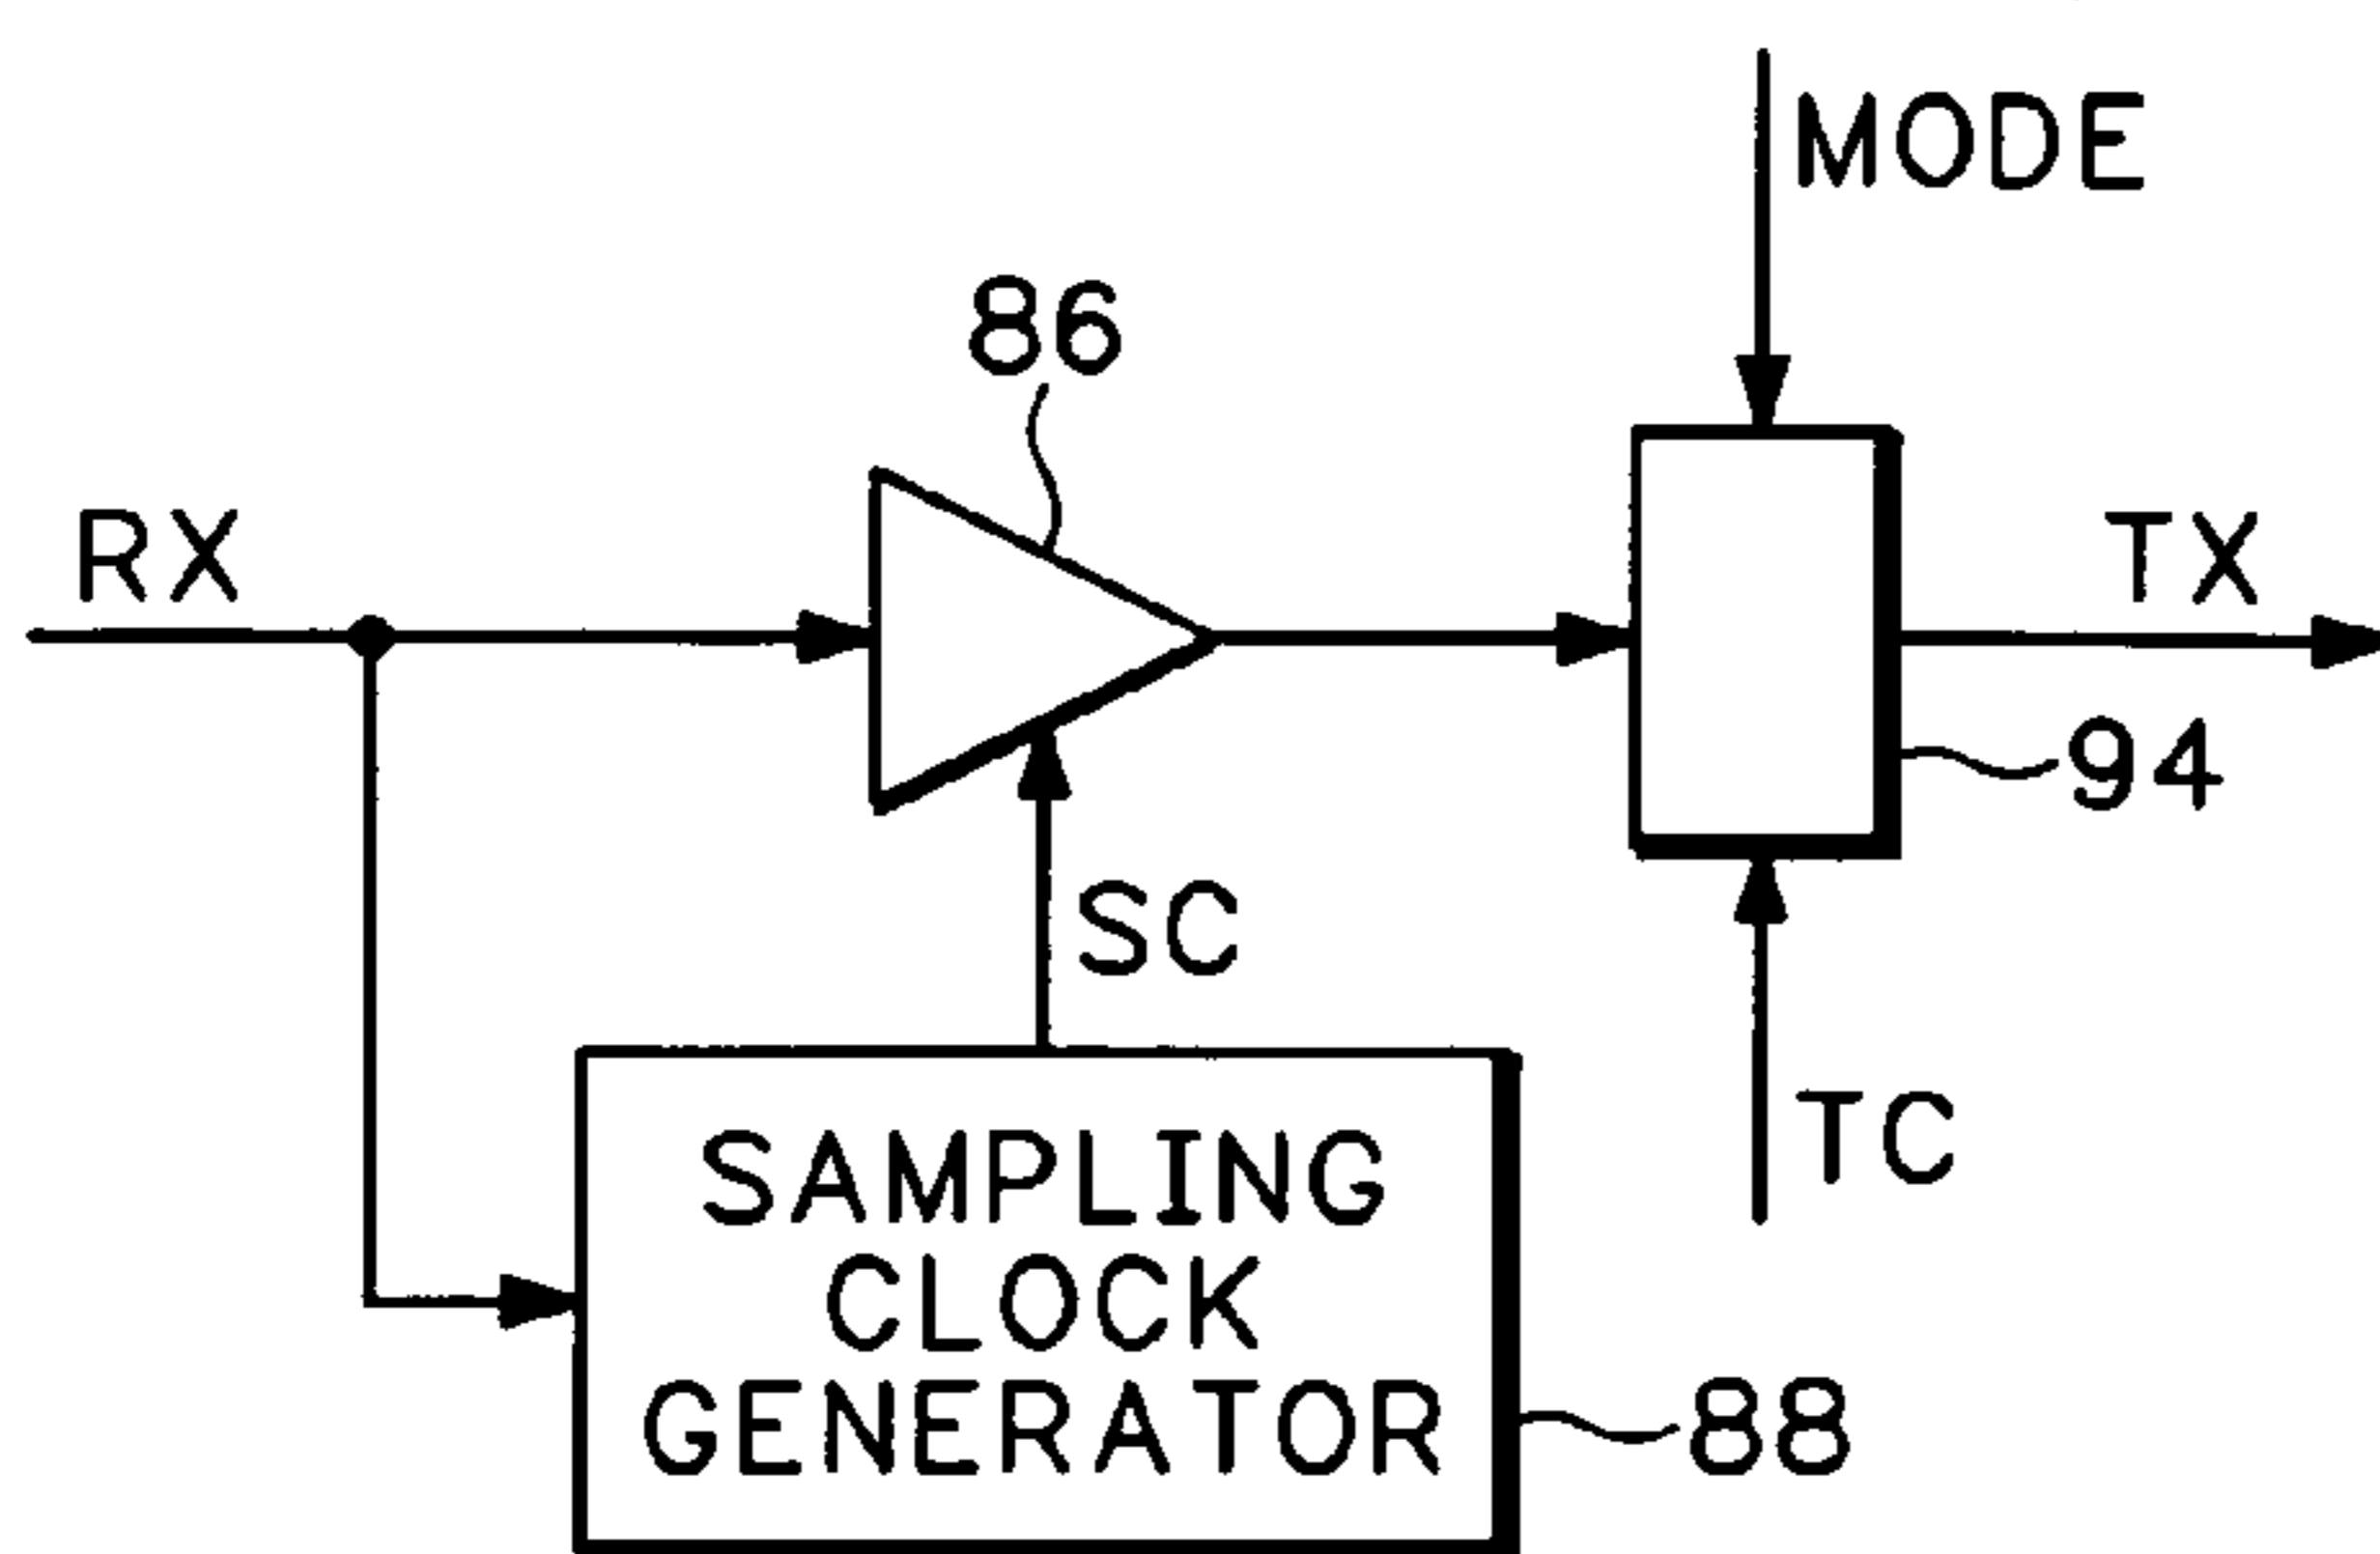 MODE
86
RX
TX
94
SC
TC
SAMPLING
CLOCK
GENERATOR
88